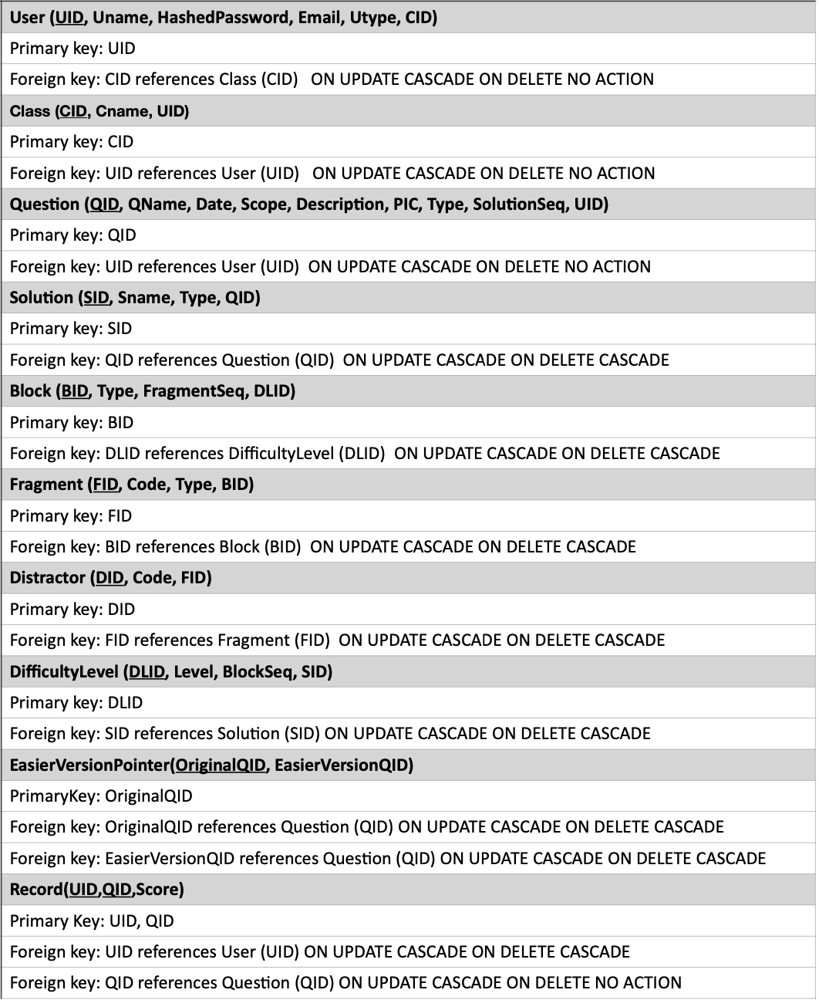 User (UID, Uname, HashedPassword, Email, Utype, CID)
Primary key: UID
Foreign key: CID references Class (CID)   ON UPDATE CASCADE ON DELETE NO ACTION
Class (CID, Cname, UID)
Primary key: CID
Foreign key: UID references User (UID)   ON UPDATE CASCADE ON DELETE NO ACTION
Question (QID, QName, Date, Scope, Description, PIC, Type, SolutionSeq, UID)
Primary key: QID
Foreign key: UID references User (UID)  ON UPDATE CASCADE ON DELETE NO ACTION
Solution (SID, Sname, Type, QID)
Primary key: SID
Foreign key: QID references Question (QID)  ON UPDATE CASCADE ON DELETE CASCADE
Block (BID, Type, FragmentSeq, DLID)
Primary key: BID
Foreign key: DLID references DifficultyLevel (DLID)  ON UPDATE CASCADE ON DELETE CASCADE
Fragment (FID, Code, Type, BID)
Primary key: FID
Foreign key: BID references Block (BID)  ON UPDATE CASCADE ON DELETE CASCADE
Distractor (DID, Code, FID)
Primary key: DID
Foreign key: FID references Fragment (FID)  ON UPDATE CASCADE ON DELETE CASCADE
DifficultyLevel (DLID, Level, BlockSeq, SID)
Primary key: DLID
Foreign key: SID references Solution (SID) ON UPDATE CASCADE ON DELETE CASCADE
EasierVersionPointer(OriginalQID, EasierVersionQID)
PrimaryKey: OriginalQID
Foreign key: OriginalQID references Question (QID) ON UPDATE CASCADE ON DELETE CASCADE
Foreign key: EasierVersionQID references Question (QID) ON UPDATE CASCADE ON DELETE CASCADE
Record(UID,QID,Score)
Primary Key: UID, QID
Foreign key: UID references User (UID) ON UPDATE CASCADE ON DELETE CASCADE
Foreign key: QID references Question (QID) ON UPDATE CASCADE ON DELETE NO ACTION